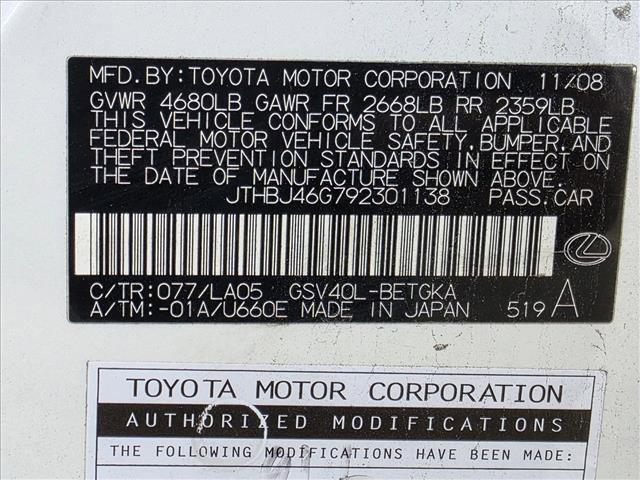 MFD. BY: TOYOTA MOTOR CORPORATION 11/08
GVWR 4680LB GAWR FR 2668LB RR 2359LB
THIS VEHICLE CONFORMS TO ALL APPLICABLE
FEDERAL MOTOR VEHICLE SAFETY, BUMPER, AND
THEFT PREVENTION STANDARDS IN EFFECT ON
THE DATE OF MANUFACTURE SHOWN ABOVE.
JTHBJ46G792301138 PASS. CAR
C/TR: 077/LA05 GSV40L-BETGKA
A/TM: -01A/U660E MADE IN JAPAN 519 A
TOYOTA MOTOR CORPORATION
AUTHORIZED MODIFICATIONS
THE FOLLOWING MODIFICATIONS HAVE BEEN MADE: